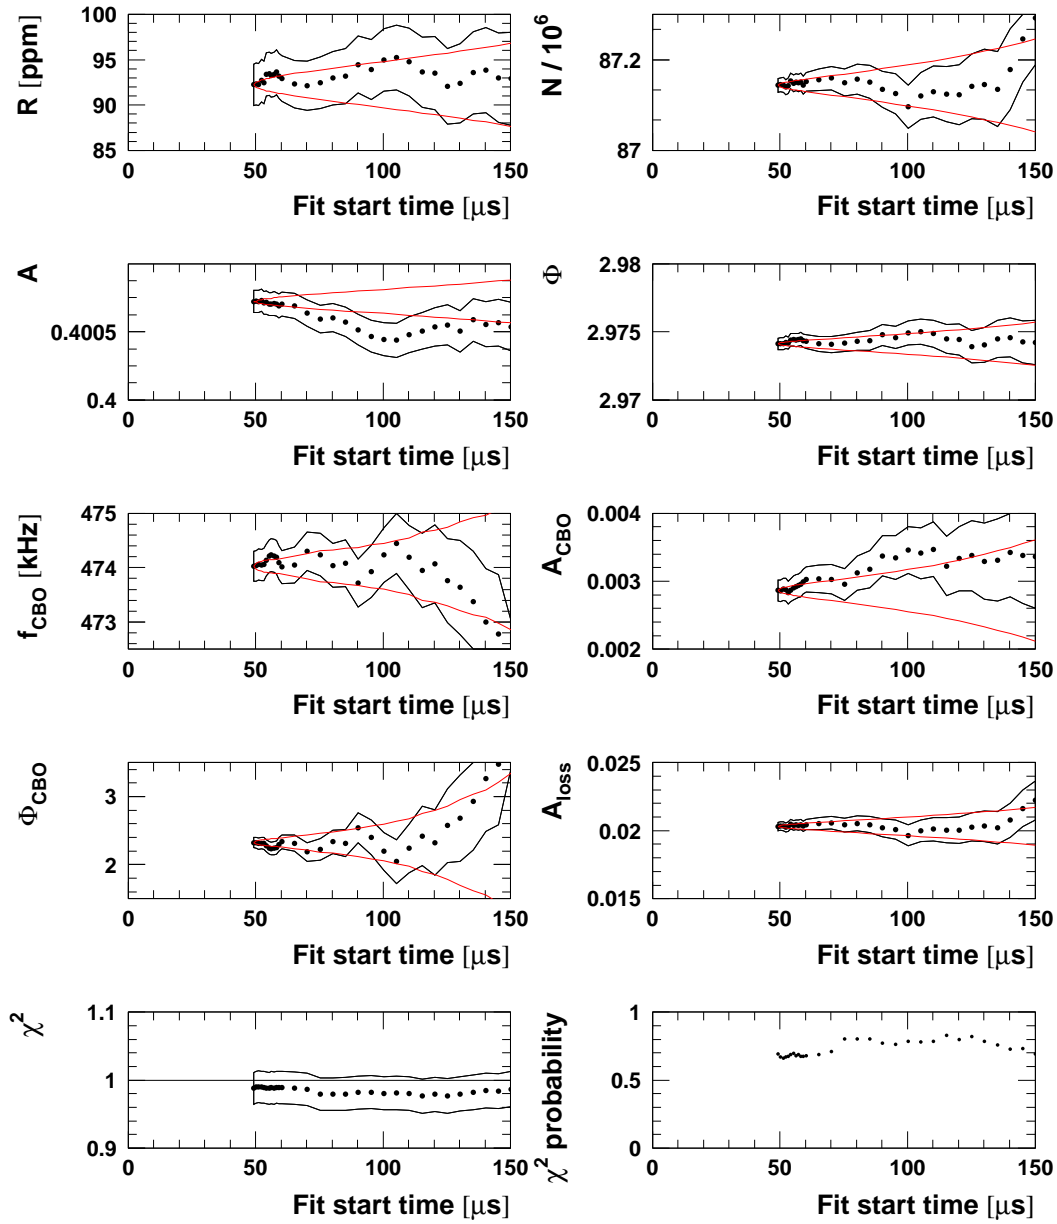 R [ppm]
100
95
90
85
0 50 100 150
Fit start time [μs]
N / 10^6
87.2
87
0 50 100 150
Fit start time [μs]
A
0.4005
0.4
0 50 100 150
Fit start time [μs]
Φ
2.98
2.975
2.97
0 50 100 150
Fit start time [μs]
f_CBO [kHz]
475
474
473
0 50 100 150
Fit start time [μs]
A_CBO
0.004
0.003
0.002
0 50 100 150
Fit start time [μs]
Φ_CBO
3
2
0 50 100 150
Fit start time [μs]
A_loss
0.025
0.02
0.015
0 50 100 150
Fit start time [μs]
χ^2
1.1
1
0.9
0 50 100 150
Fit start time [μs]
χ^2 probability
1
0.5
0
0 50 100 150
Fit start time [μs]